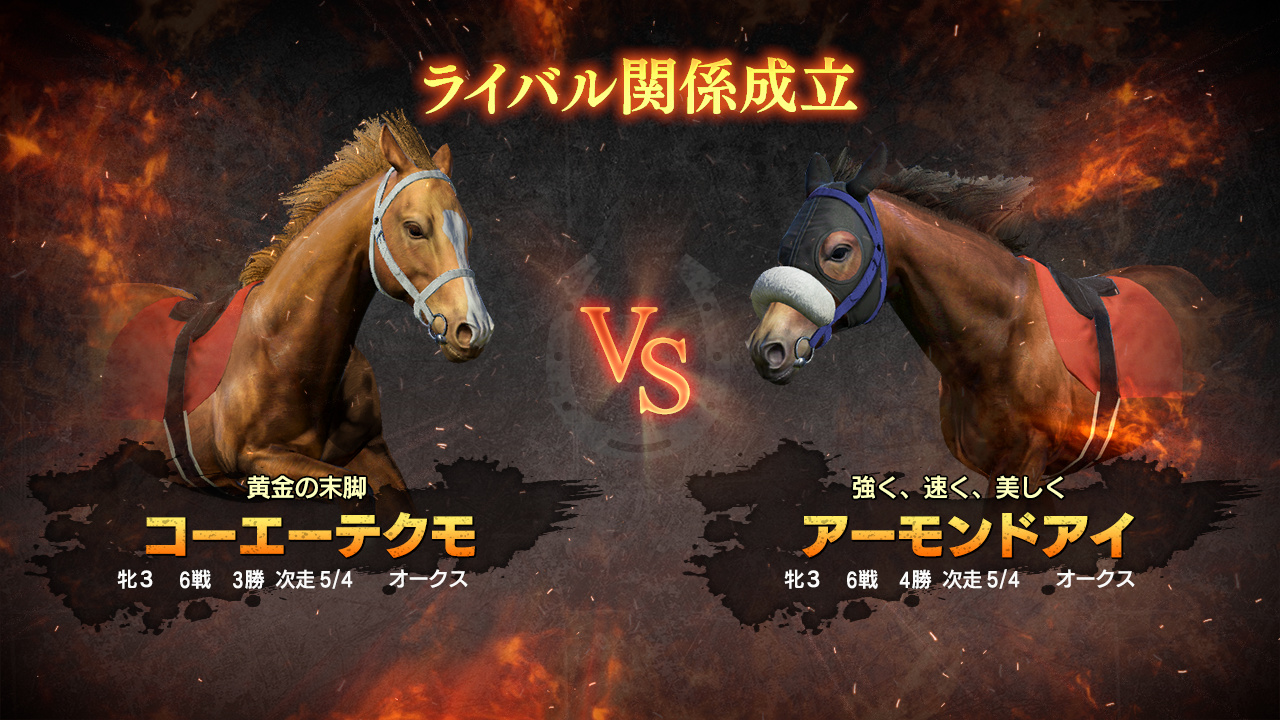 ライバル関係成立
VS
黄金の末脚
コーエーテクモ
牝3 6戦 3勝 次走5/4 オークス
強く、速く、美しく
アーモンドアイ
牝3 6戦 4勝 次走5/4 オークス